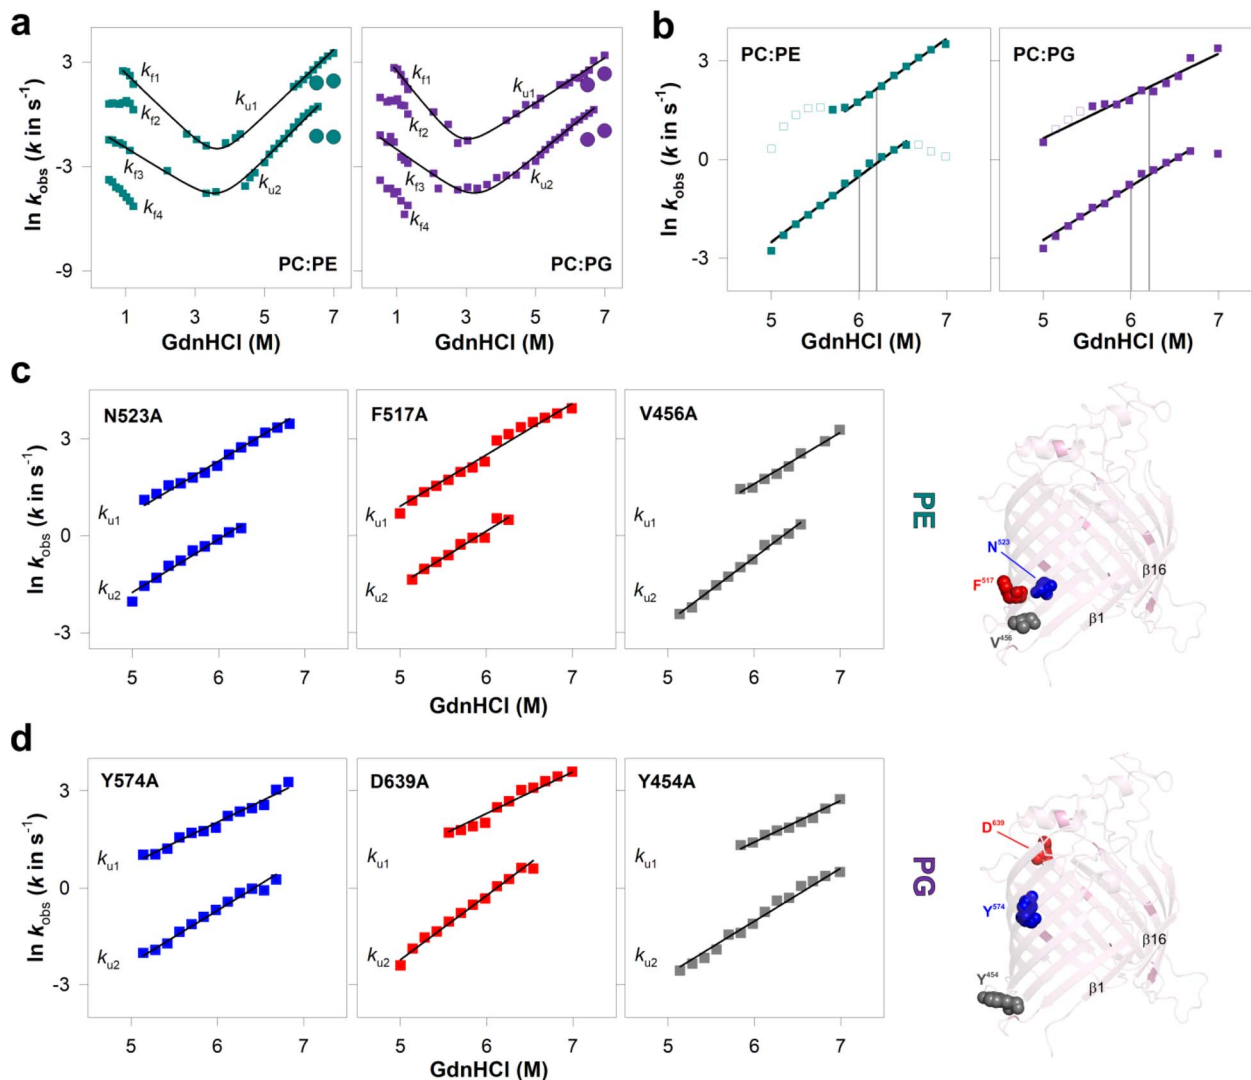 a
b
ln kobs (k in s-1)
3
-3
-9
kf1
kf2
kf3
kf4
ku1
ku2
PC:PE
kf1
kf2
kf3
kf4
ku1
ku2
PC:PG
1 3 5 7 1 3 5 7
GdnHCl (M)
GdnHCl (M)
ln kobs (k in s-1)
3
0
-3
PC:PE
PC:PG
5 6 7 5 6 7
GdnHCl (M)
GdnHCl (M)
c
ln kobs (k in s-1)
3
0
-3
N523A
F517A
V456A
ku1
ku1
ku1
ku2
ku2
ku2
5 6 7 5 6 7 5 6 7
GdnHCl (M)
PE
N523
F517
V456
β16
β1
d
ln kobs (k in s-1)
3
0
-3
Y574A
D639A
Y454A
ku1
ku1
ku1
ku2
ku2
ku2
5 6 7 5 6 7 5 6 7
GdnHCl (M)
PG
D639
Y574
Y454
β16
β1